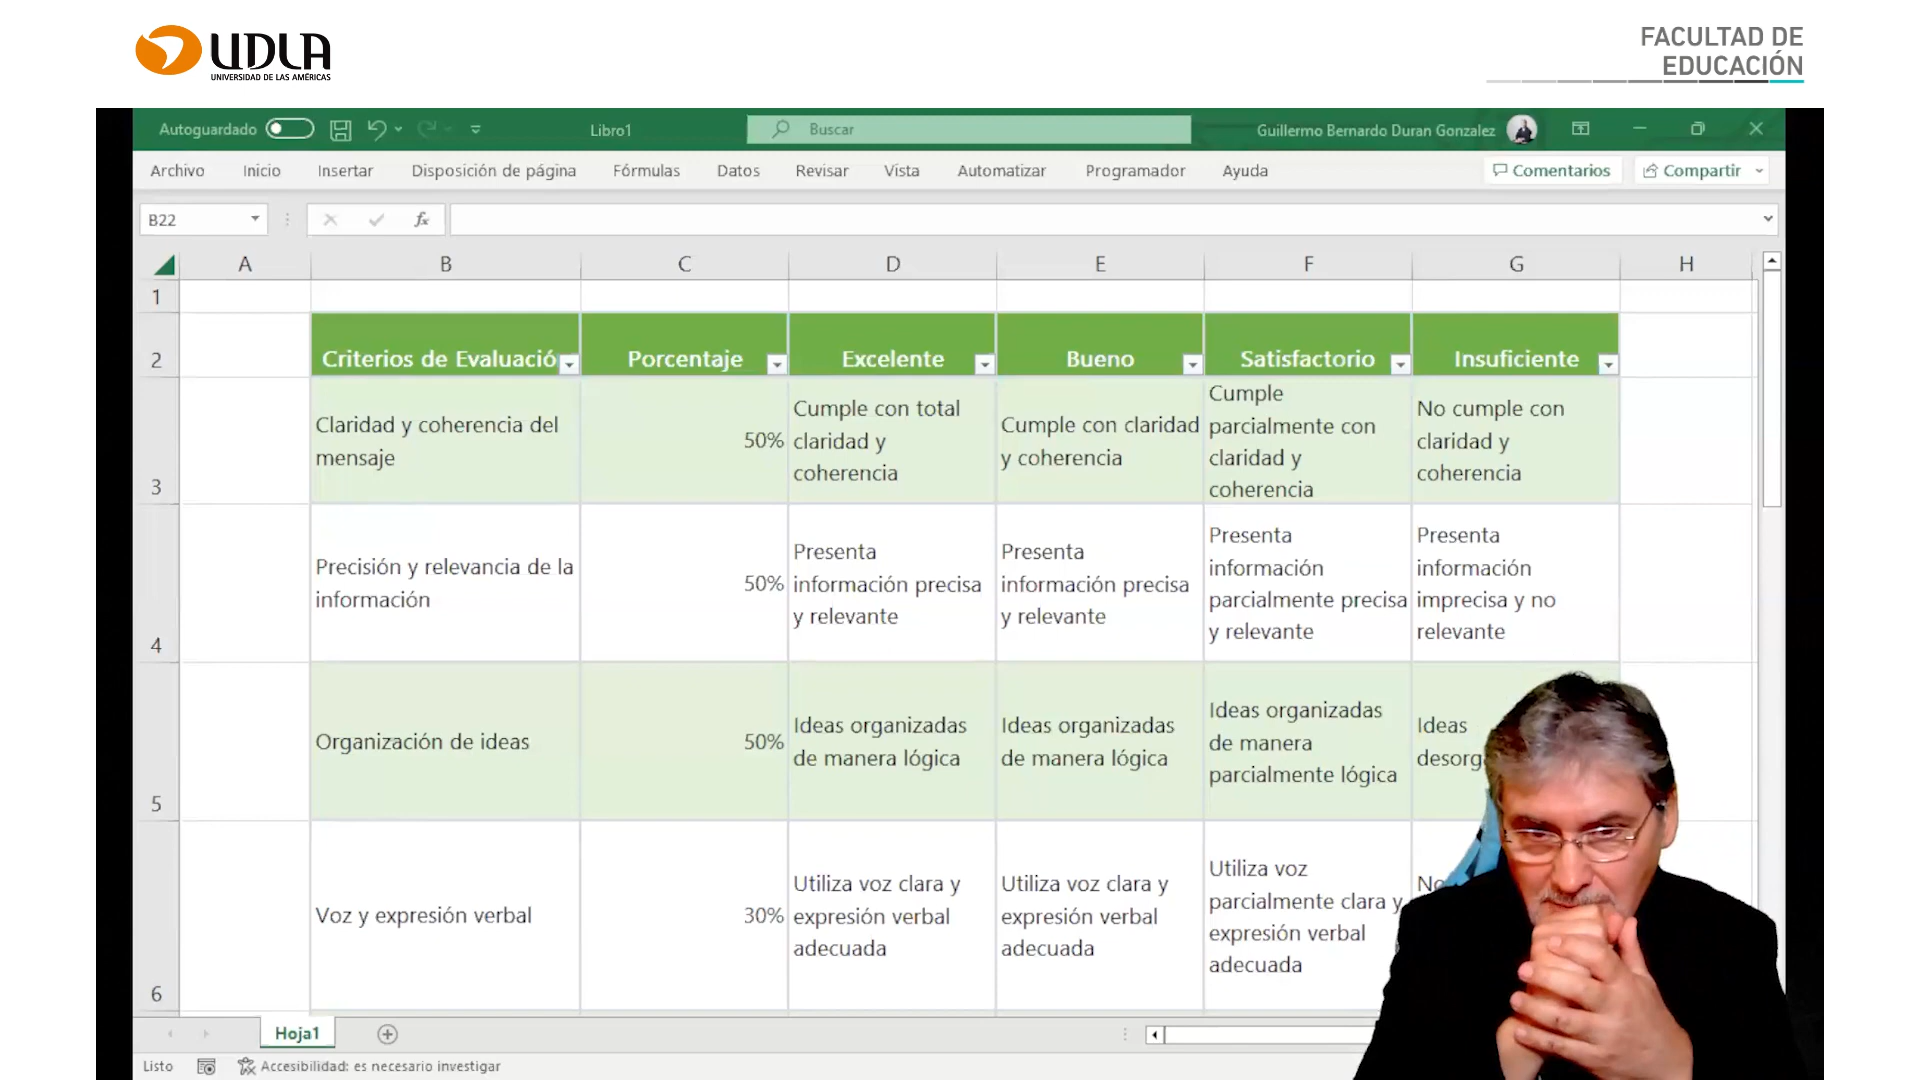 UDLA
UNIVERSIDAD DE LAS AMÉRICAS
FACULTAD DE
EDUCACIÓN
Autoguardado
Libro1
Buscar
Guillermo Bernardo Duran Gonzalez
Archivo
Inicio
Insertar
Disposición de página
Fórmulas
Datos
Revisar
Vista
Automatizar
Programador
Ayuda
Comentarios
Compartir
B22
fx
A
B
C
D
E
F
G
H
1
2
Criterios de Evaluació
Porcentaje
Excelente
Bueno
Satisfactorio
Insuficiente
3
Claridad y coherencia del
mensaje
50%
Cumple con total
claridad y
coherencia
Cumple con claridad
y coherencia
Cumple
parcialmente con
claridad y
coherencia
No cumple con
claridad y
coherencia
4
Precisión y relevancia de la
información
50%
Presenta
información precisa
y relevante
Presenta
información precisa
y relevante
Presenta
información
parcialmente precisa
y relevante
Presenta
información
imprecisa y no
relevante
5
Organización de ideas
50%
Ideas organizadas
de manera lógica
Ideas organizadas
de manera lógica
Ideas organizadas
de manera
parcialmente lógica
Ideas
desorg
6
Voz y expresión verbal
30%
Utiliza voz clara y
expresión verbal
adecuada
Utiliza voz clara y
expresión verbal
adecuada
Utiliza voz
parcialmente clara y
expresión verbal
adecuada
No
Hoja1
Listo
Accesibilidad: es necesario investigar